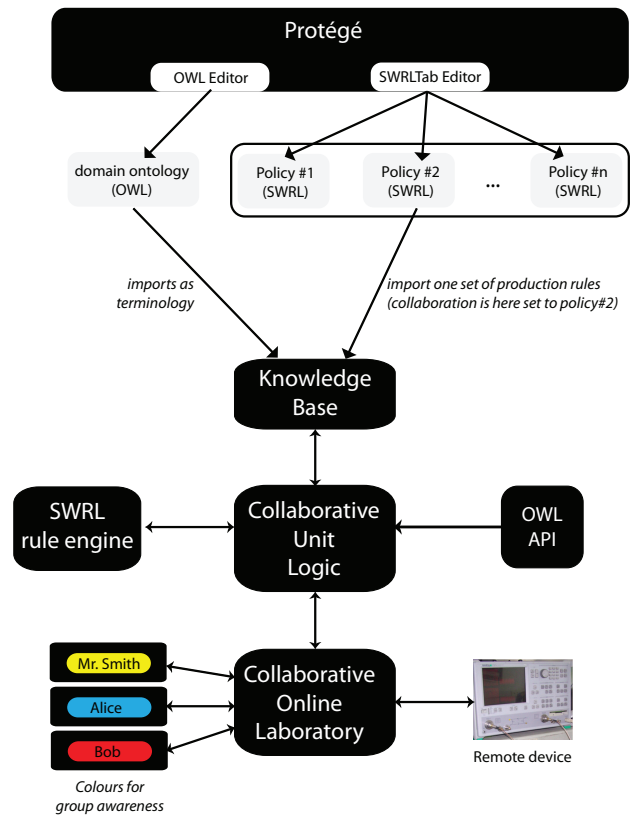 Protégé
OWL Editor
SWRLTab Editor
domain ontology
(OWL)
Policy #1
(SWRL)
Policy #2
(SWRL)
...
Policy #n
(SWRL)
imports as
terminology
import one set of production rules
(collaboration is here set to policy#2)
Knowledge
Base
SWRL
rule engine
Collaborative
Unit
Logic
OWL
API
Mr. Smith
Alice
Bob
Colours for
group awareness
Collaborative
Online
Laboratory
Remote device